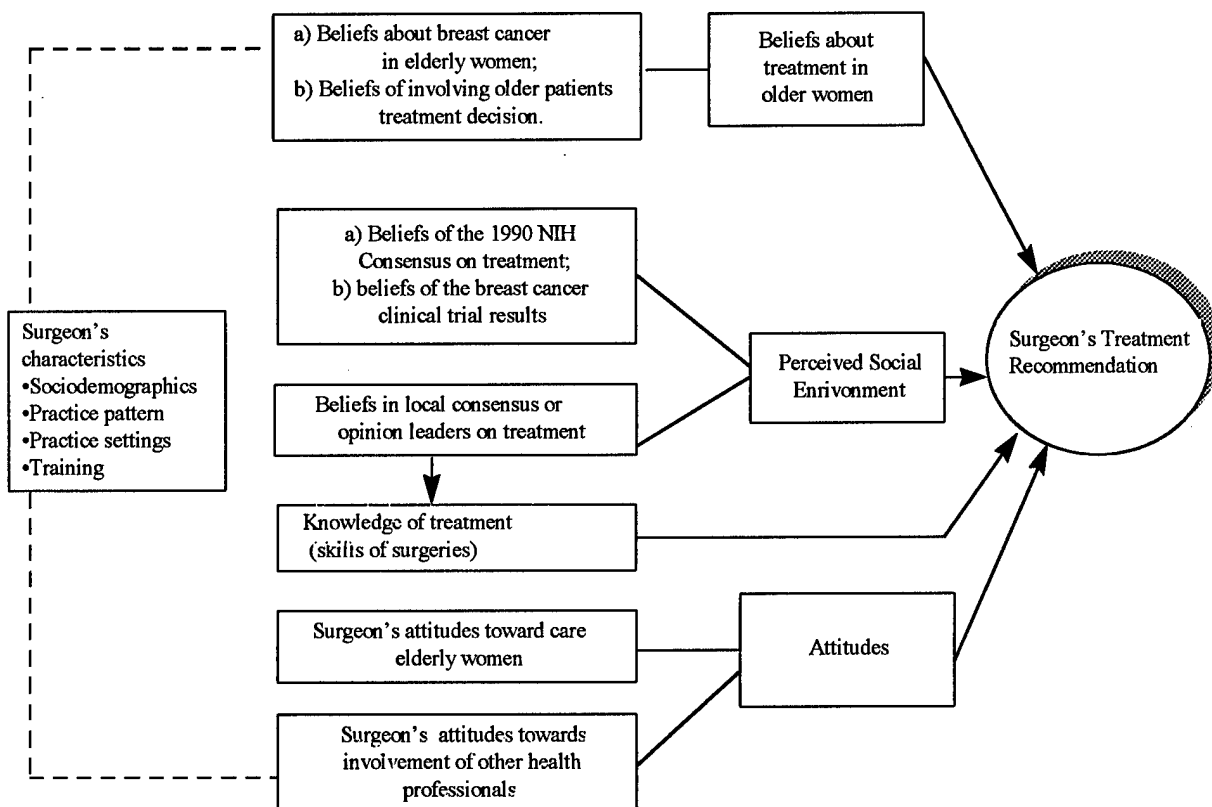 a) Beliefs about breast cancer
in elderly women;
b) Beliefs of involving older patients
treatment decision.
Beliefs about
treatment in
older women
a) Beliefs of the 1990 NIH
Consensus on treatment;
b) beliefs of the breast cancer
clinical trial results
Surgeon's
characteristics
•Sociodemographics
•Practice pattern
•Practice settings
•Training
Beliefs in local consensus or
opinion leaders on treatment
Perceived Social
Enrivonment
Surgeon's Treatment
Recommendation
Knowledge of treatment
(skills of surgeries)
Surgeon's attitudes toward care
elderly women
Attitudes
Surgeon's attitudes towards
involvement of other health
professionals